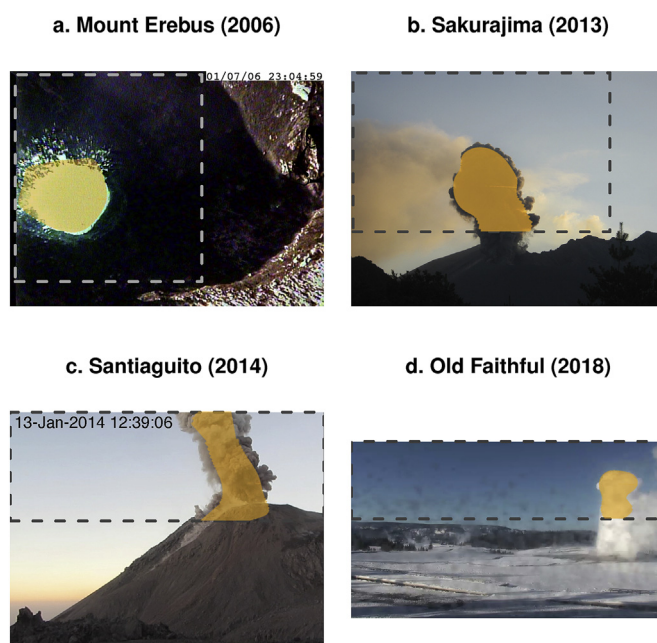 a. Mount Erebus (2006)
b. Sakurajima (2013)
01/07/06 23:04:59
c. Santiaguito (2014)
d. Old Faithful (2018)
13-Jan-2014 12:39:06